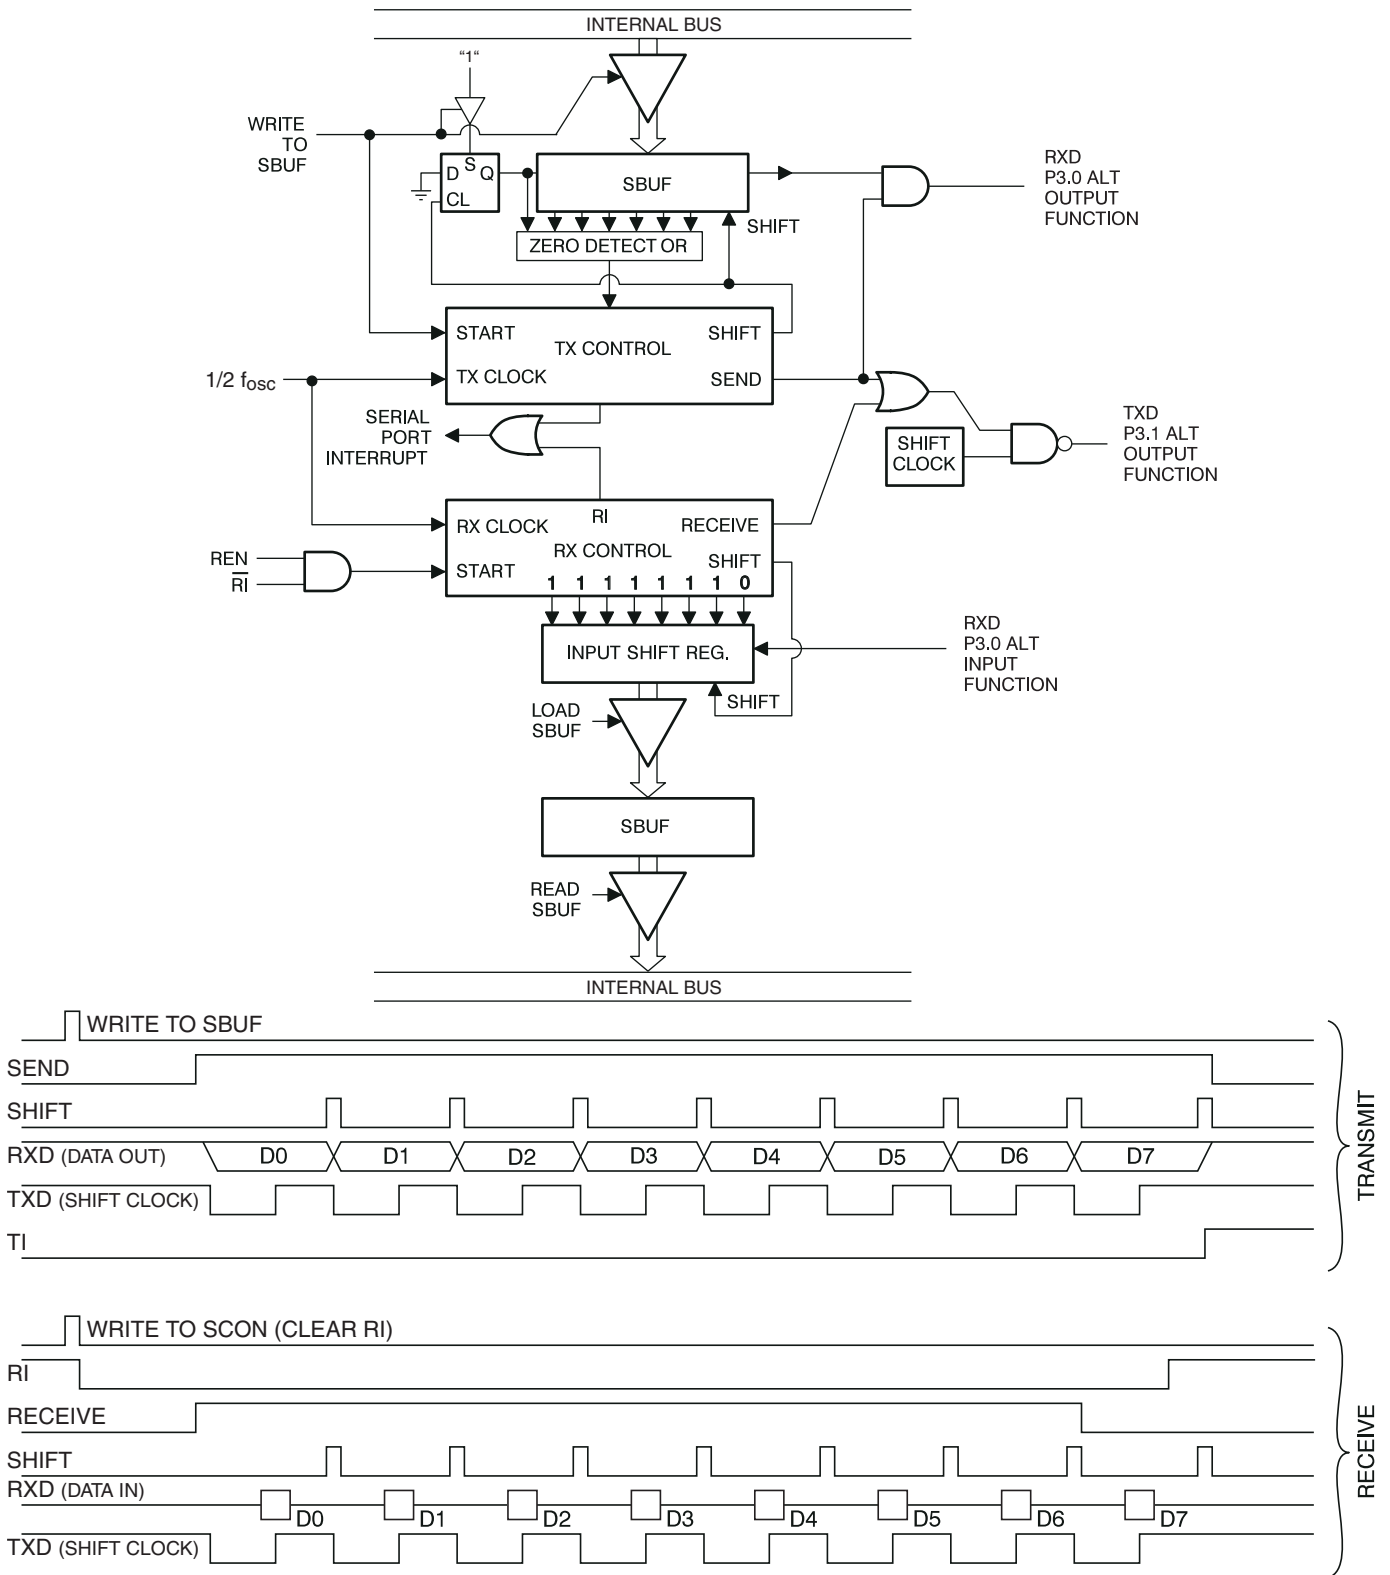 INTERNAL BUS
"1"
WRITE
TO
SBUF
D S Q
CL
SBUF
SHIFT
ZERO DETECT OR
RXD
P3.0 ALT
OUTPUT
FUNCTION
START
SHIFT
TX CONTROL
1/2 fosc
TX CLOCK
SEND
SERIAL
PORT
INTERRUPT
SHIFT
CLOCK
TXD
P3.1 ALT
OUTPUT
FUNCTION
RI
RX CLOCK
RECEIVE
RX CONTROL
SHIFT
REN
R̅I̅
START
1 1 1 1 1 1 1 0
INPUT SHIFT REG.
RXD
P3.0 ALT
INPUT
FUNCTION
SHIFT
LOAD
SBUF
SBUF
READ
SBUF
INTERNAL BUS
WRITE TO SBUF
SEND
SHIFT
RXD (DATA OUT) D0 D1 D2 D3 D4 D5 D6 D7
TXD (SHIFT CLOCK)
TI
TRANSMIT
WRITE TO SCON (CLEAR RI)
RI
RECEIVE
SHIFT
RXD (DATA IN) D0 D1 D2 D3 D4 D5 D6 D7
TXD (SHIFT CLOCK)
RECEIVE